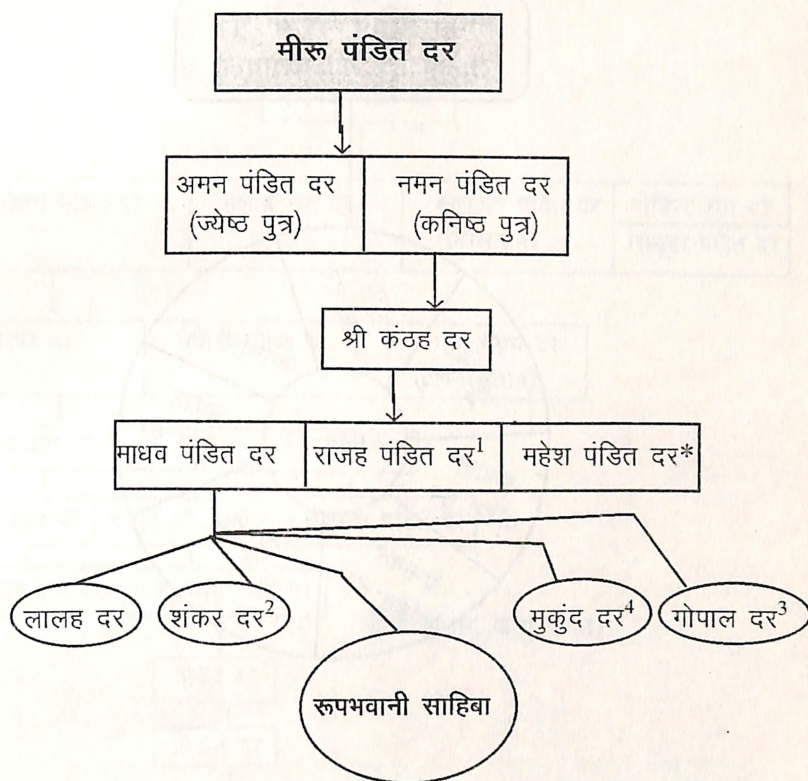 मीरू पंडित दर
अमन पंडित दर
(ज्येष्ठ पुत्र)
नमन पंडित दर
(कनिष्ठ पुत्र)
श्री कंठह दर
माधव पंडित दर
राजह पंडित दर¹
महेश पंडित दर*
लालह दर
शंकर दर²
मुकुंद दर⁴
गोपाल दर³
रूपभवानी साहिबा